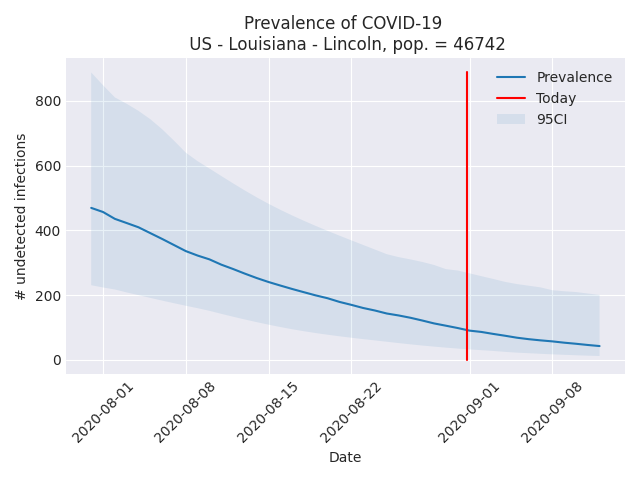 Prevalence of COVID-19
US - Louisiana - Lincoln, pop. = 46742
Prevalence
Today
95CI
# undetected infections
800
600
400
200
0
2020-08-01
2020-08-08
2020-08-15
2020-08-22
2020-09-01
2020-09-08
Date